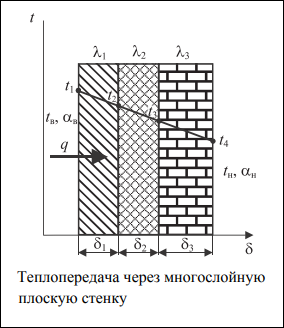 t
λ₁ λ₂ λ₃
t₁
t₂
tв, αв
t₃
t₄
q
tн, αн
δ₁ δ₂ δ₃ δ
Теплопередача через многослойную
плоскую стенку